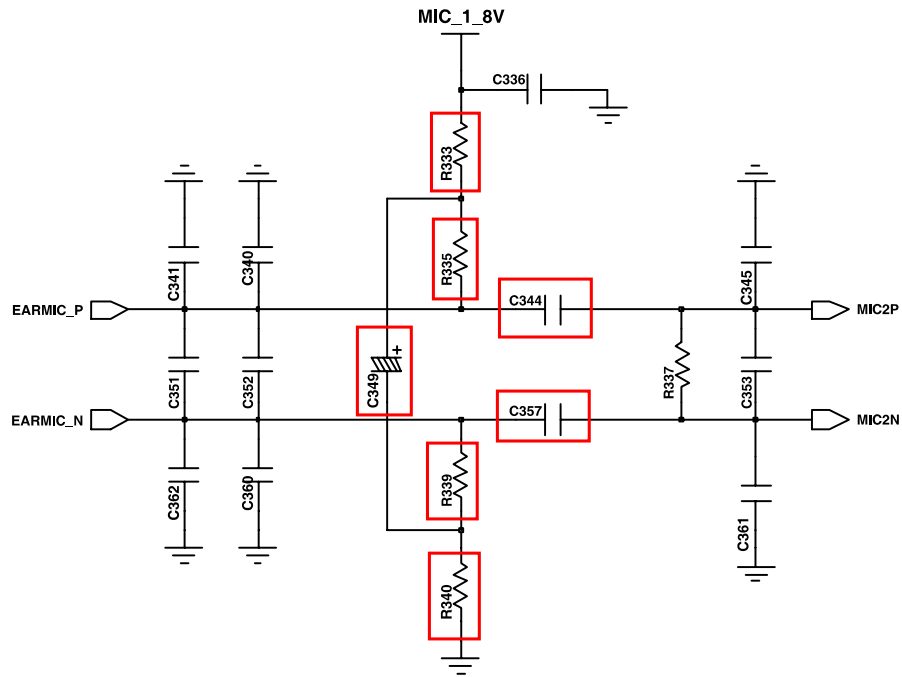 MIC_1_8V
C336
R333
C341
C340
R335
C345
EARMIC_P
C344
MIC2P
+
C351
C352
C349
R337
C353
EARMIC_N
C357
MIC2N
C362
C360
R339
C361
R340